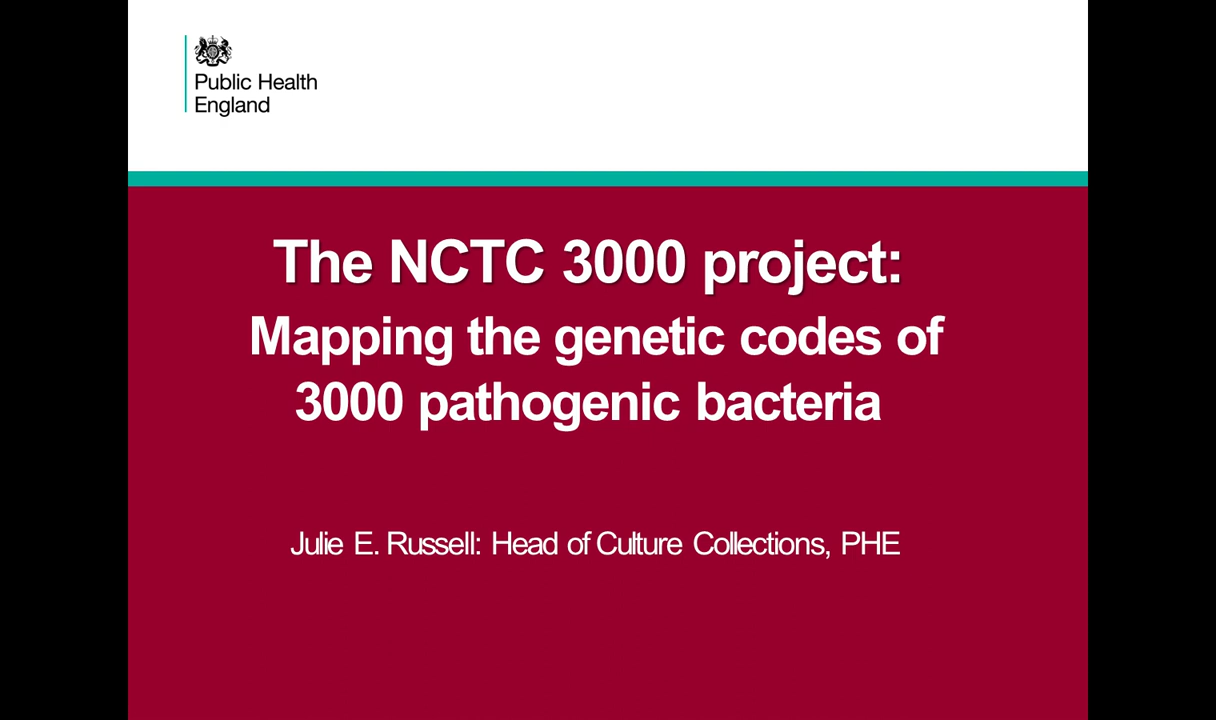 Public Health
England
The NCTC 3000 project:
Mapping the genetic codes of
3000 pathogenic bacteria
Julie E. Russell: Head of Culture Collections, PHE